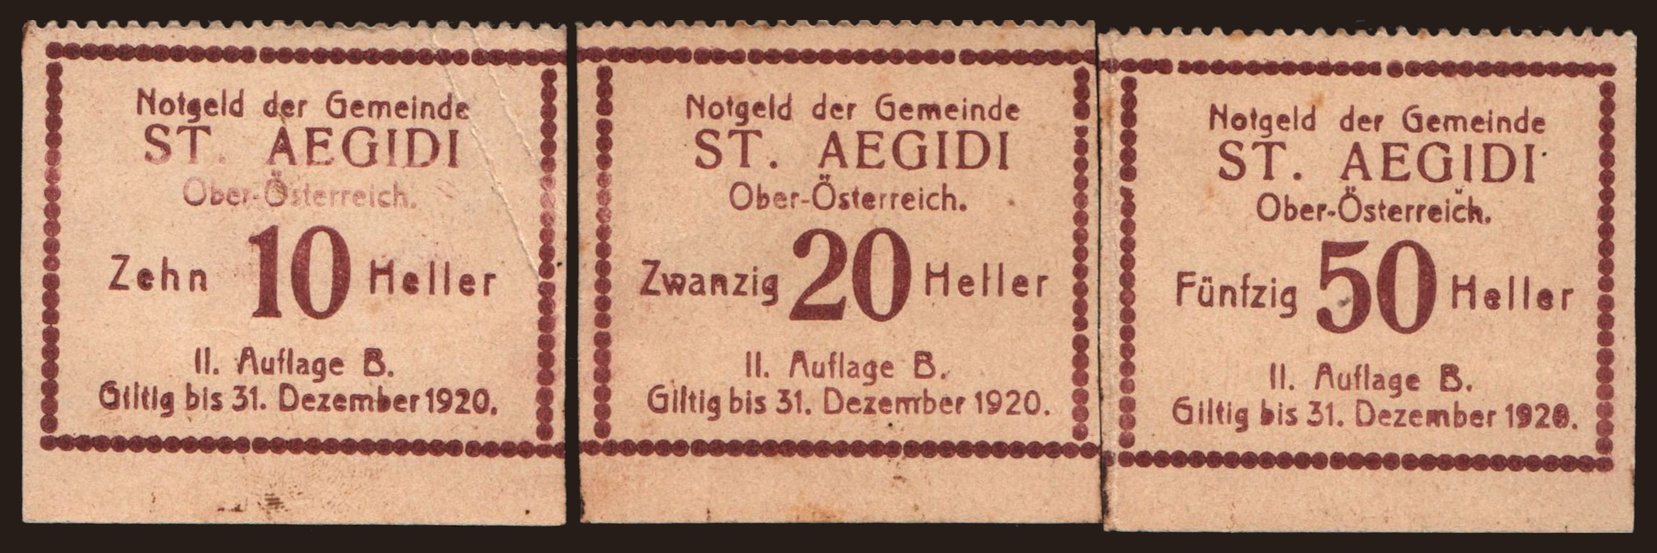 Notgeld der Gemeinde
ST. AEGIDI
Ober-Österreich.
Zehn 10 Heller
II. Auflage B.
Giltig bis 31. Dezember 1920.
Notgeld der Gemeinde
ST. AEGIDI
Ober-Österreich.
Zwanzig 20 Heller
II. Auflage B.
Giltig bis 31. Dezember 1920.
Notgeld der Gemeinde
ST. AEGIDI
Ober-Österreich.
Fünfzig 50 Heller
II. Auflage B.
Giltig bis 31. Dezember 1920.